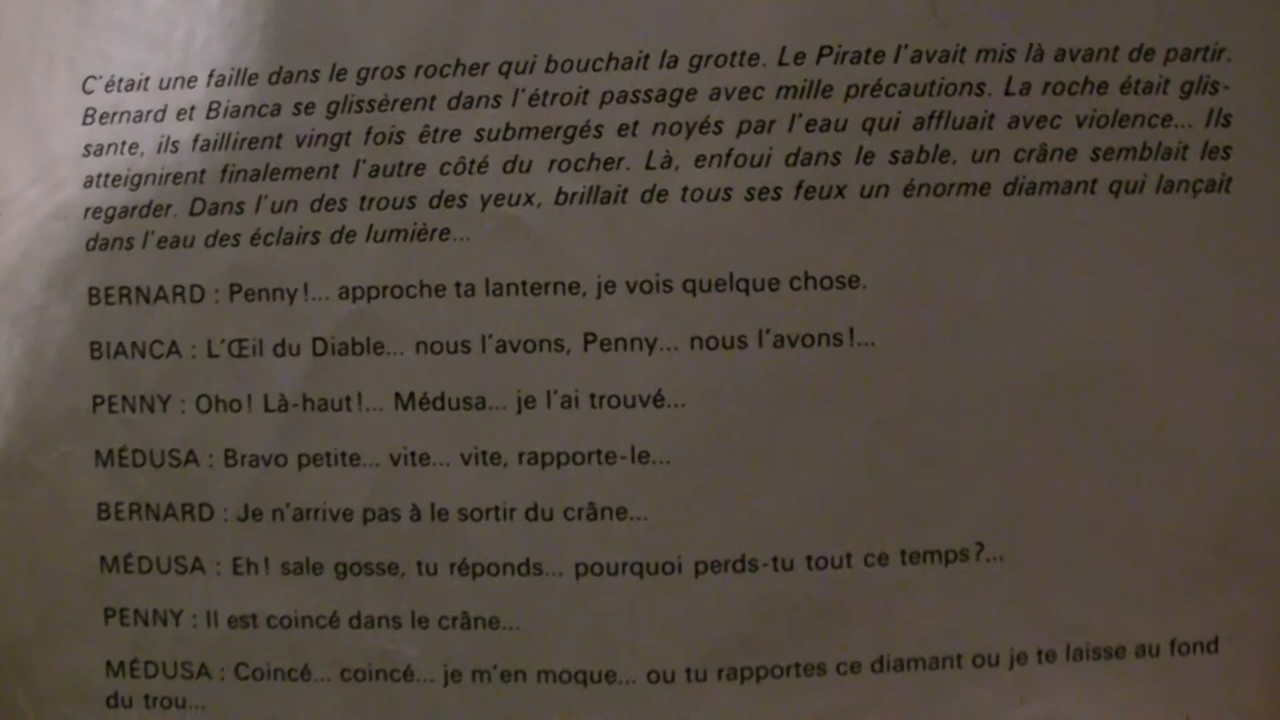 C'était une faille dans le gros rocher qui bouchait la grotte. Le Pirate l'avait mis là avant de partir.
Bernard et Bianca se glissèrent dans l'étroit passage avec mille précautions. La roche était glis-
sante, ils faillirent vingt fois être submergés et noyés par l'eau qui affluait avec violence... Ils
atteignirent finalement l'autre côté du rocher. Là, enfoui dans le sable, un crâne semblait les
regarder. Dans l'un des trous des yeux, brillait de tous ses feux un énorme diamant qui lançait
dans l'eau des éclairs de lumière...
BERNARD : Penny!... approche ta lanterne, je vois quelque chose.
BIANCA : L'Œil du Diable... nous l'avons, Penny... nous l'avons!...
PENNY : Oho! Là-haut!... Médusa... je l'ai trouvé...
MÉDUSA : Bravo petite... vite... vite, rapporte-le...
BERNARD : Je n'arrive pas à le sortir du crâne...
MÉDUSA : Eh! sale gosse, tu réponds... pourquoi perds-tu tout ce temps?...
PENNY : Il est coincé dans le crâne...
MÉDUSA : Coincé... coincé... je m'en moque... ou tu rapportes ce diamant ou je te laisse au fond
du trou...